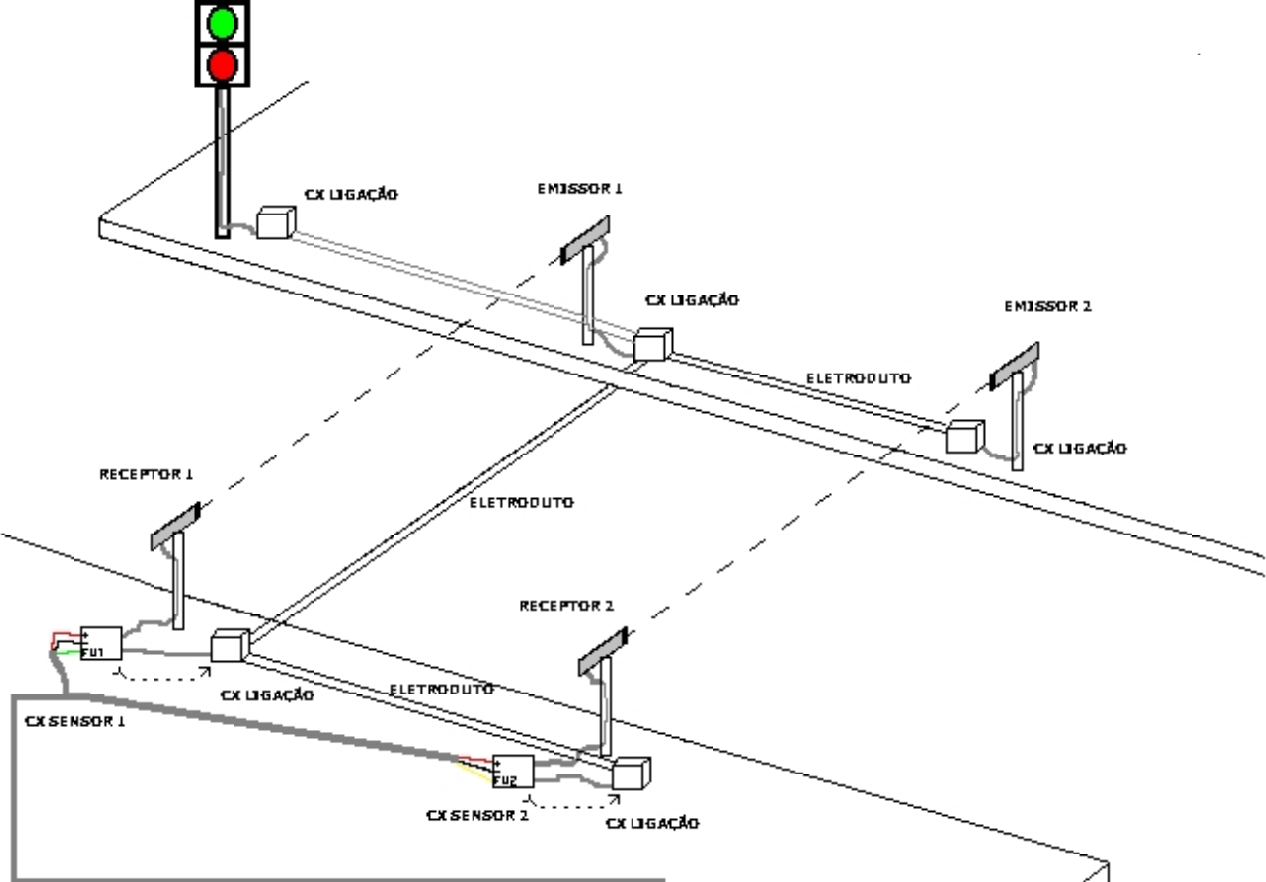 CX LIGAÇÃO
EMISSOR 1
CX LIGAÇÃO
EMISSOR 2
ELETRODUTO
CX LIGAÇÃO
RECEPTOR 1
ELETRODUTO
RECEPTOR 2
+
-
FU1
CX LIGAÇÃO
ELETRODUTO
CX SENSOR 1
+
-
FU2
CX SENSOR 2
CX LIGAÇÃO